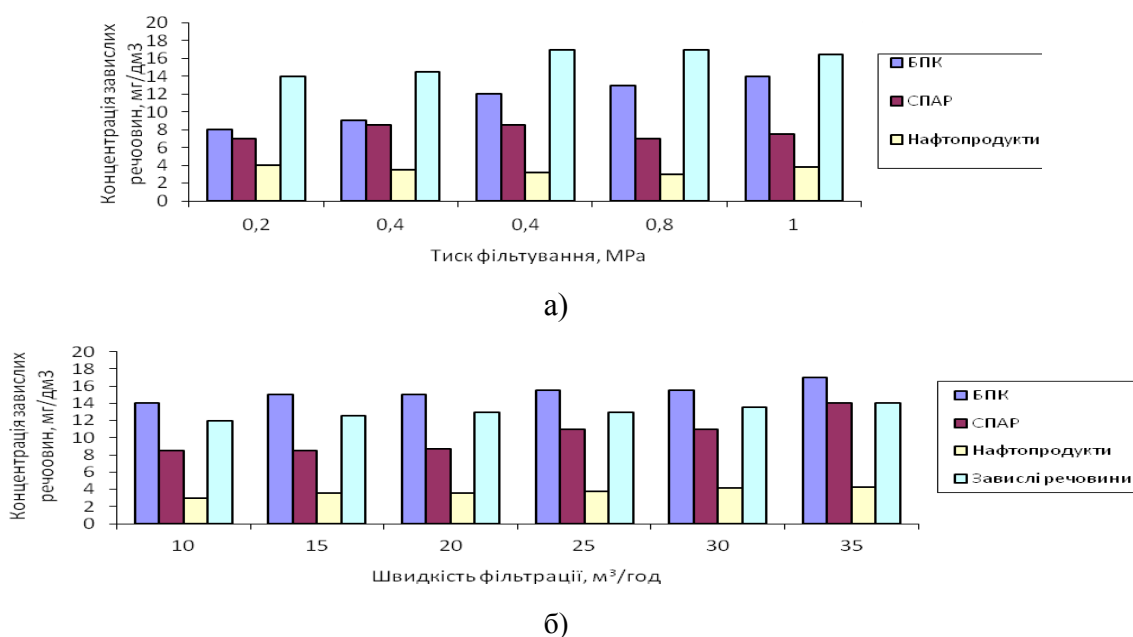 Концентрація завислих
речоовин, мг/дм3
20
18
16
14
12
10
8
6
4
2
0
0,2 0,4 0,4 0,8 1
Тиск фільтування, МРа
БПК
СПАР
Нафтопродукти
а)
Концентрація завислих
речоовин, мг/дм3
20
18
16
14
12
10
8
6
4
2
0
10 15 20 25 30 35
Швидкість фільтрації, м³/год
БПК
СПАР
Нафтопродукти
Завислі речовини
б)